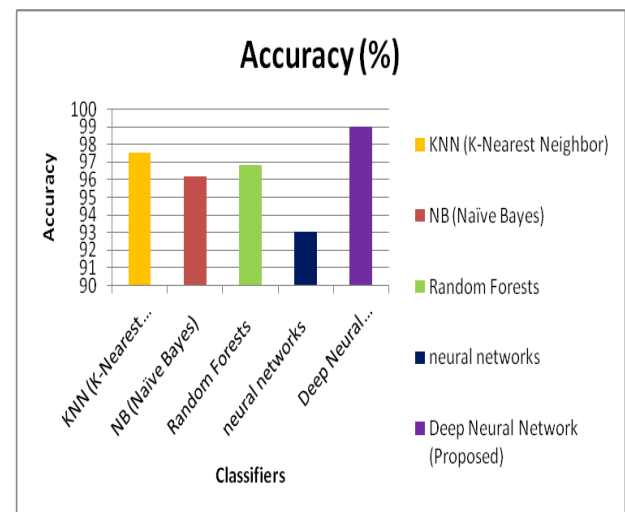 Accuracy (%)
Accuracy
100
99
98
97
96
95
94
93
92
91
90
KNN (K-Nearest...
NB (Naïve Bayes)
Random Forests
neural networks
Deep Neural...
Classifiers
KNN (K-Nearest Neighbor)
NB (Naïve Bayes)
Random Forests
neural networks
Deep Neural Network
(Proposed)